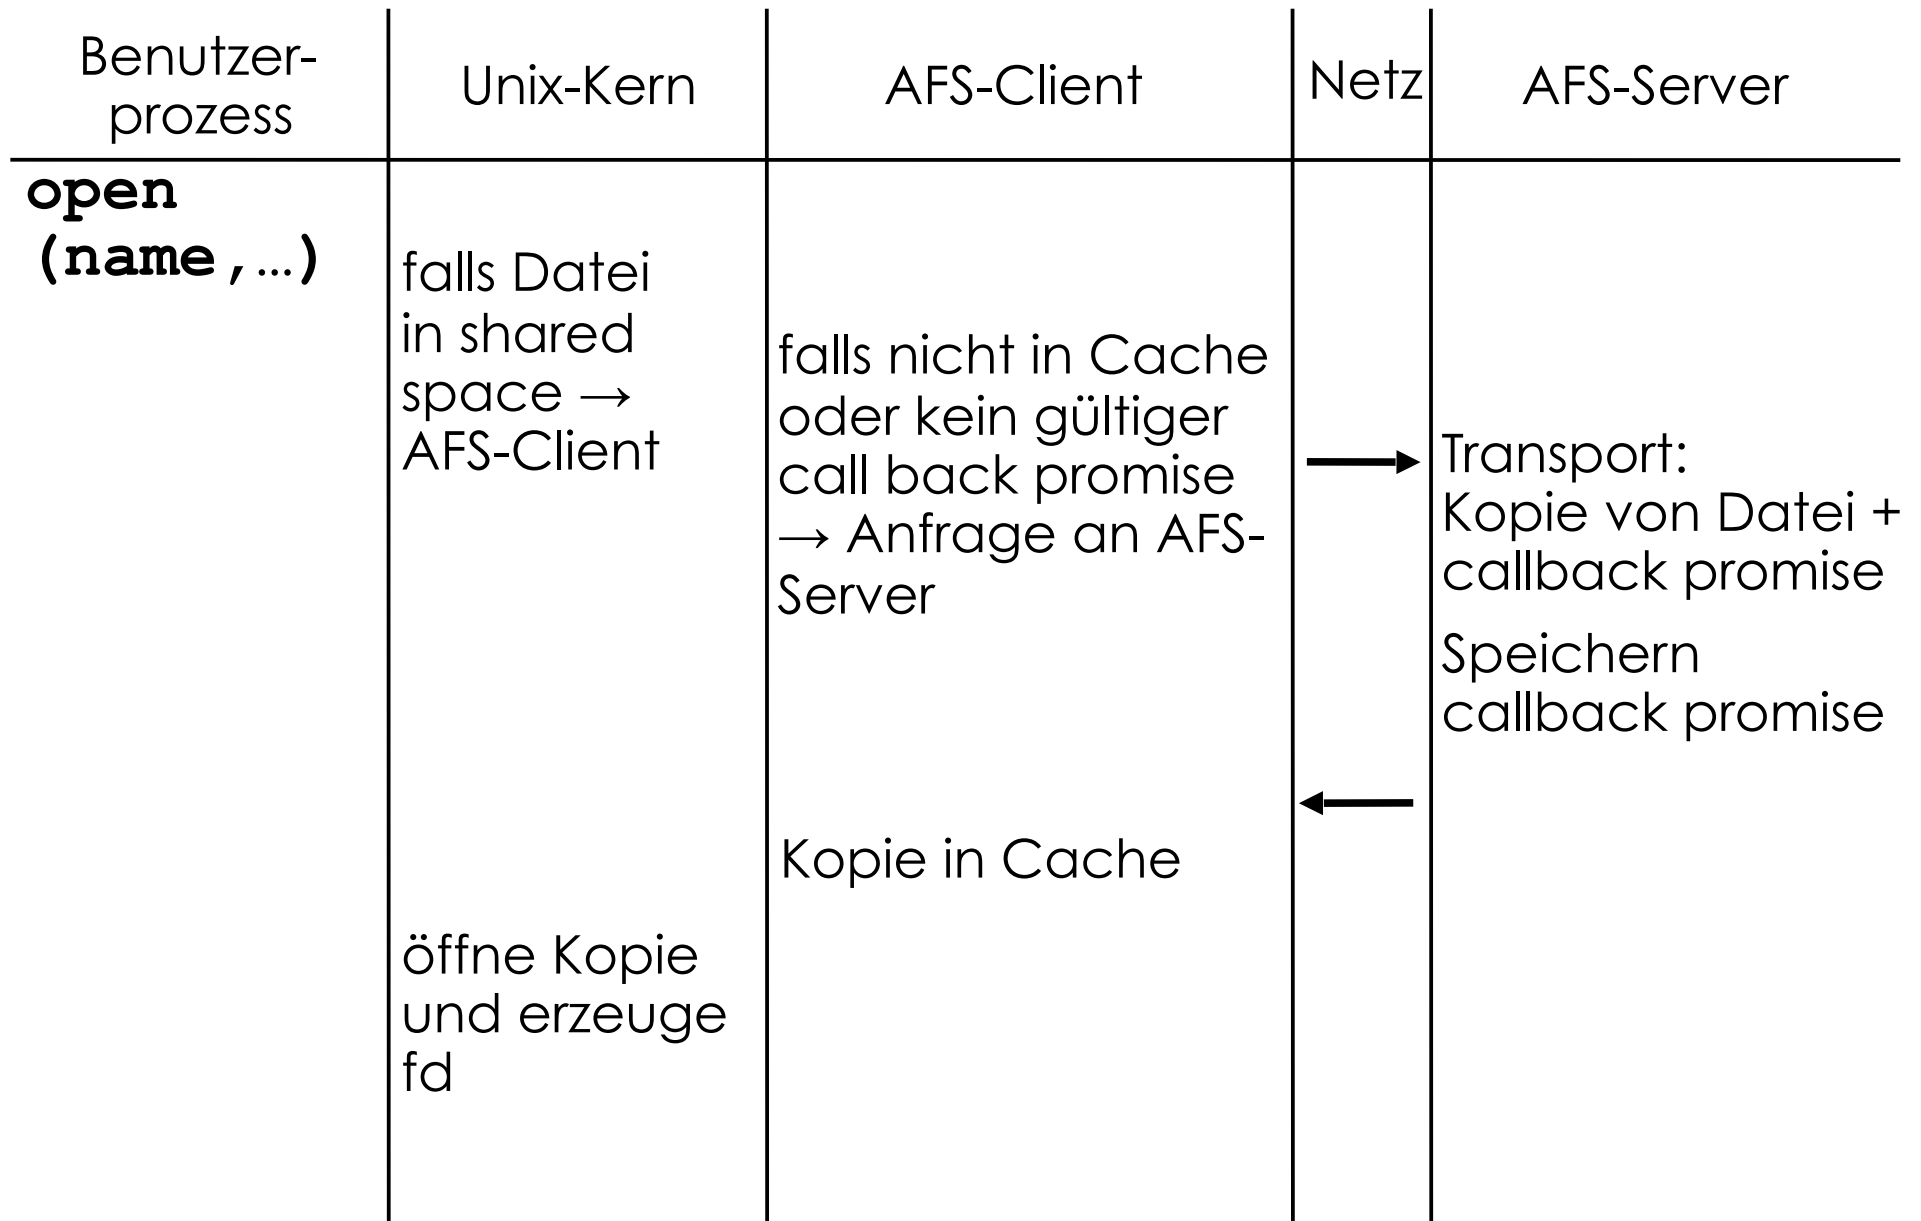 Benutzer-
prozess
Unix-Kern
AFS-Client
Netz
AFS-Server
open
(name,…)
falls Datei
in shared
space →
AFS-Client
falls nicht in Cache
oder kein gültiger
call back promise
→ Anfrage an AFS-
Server
Transport:
Kopie von Datei +
callback promise
Speichern
callback promise
Kopie in Cache
öffne Kopie
und erzeuge
fd